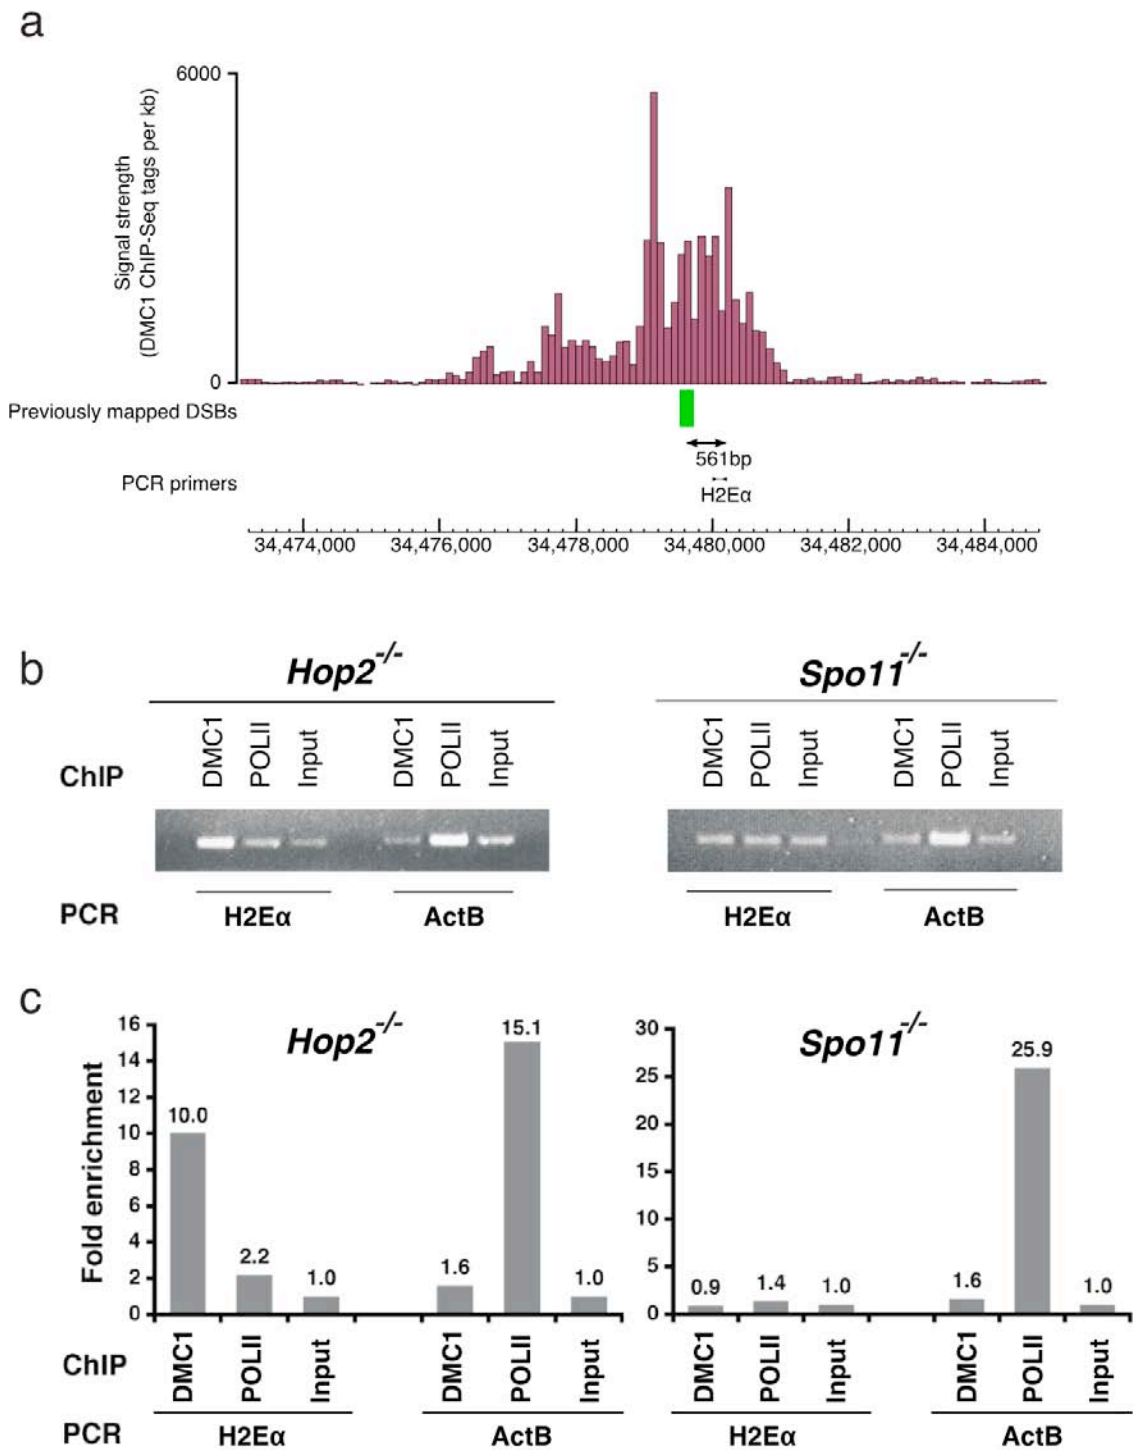 a
6000
Signal strength
(DMC1 ChIP-Seq tags per kb)
0
Previously mapped DSBs
561bp
PCR primers
H2Eα
34,474,000 34,476,000 34,478,000 34,480,000 34,482,000 34,484,000
b
Hop2-/- Spo11-/-
ChIP DMC1 POLII Input DMC1 POLII Input DMC1 POLII Input DMC1 POLII Input
PCR H2Eα ActB H2Eα ActB
c
Hop2-/-
Fold enrichment
16
14
12
10
8
6
4
2
0
10.0 2.2 1.0 1.6 15.1 1.0
Spo11-/-
30
25
20
15
10
5
0
0.9 1.4 1.0 1.6 25.9 1.0
ChIP DMC1 POLII Input DMC1 POLII Input DMC1 POLII Input DMC1 POLII Input
PCR H2Eα ActB H2Eα ActB